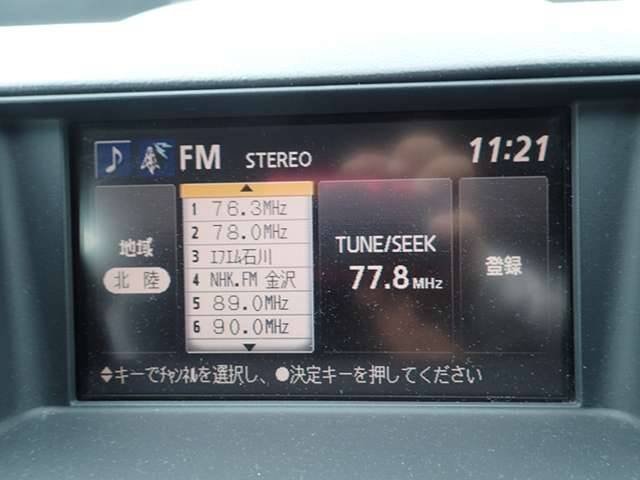 FM STEREO 11:21
地域
北陸
1 76.3MHz
2 78.0MHz
3 ｴﾌｴﾑ石川
4 NHK.FM 金沢
5 89.0MHz
6 90.0MHz
TUNE/SEEK
77.8MHz
登録
キーでﾁｬﾝﾈﾙを選択し、●決定キーを押してください